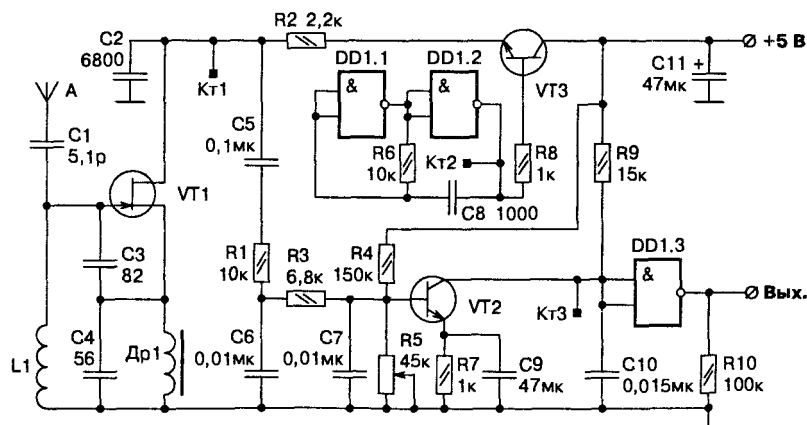 C2
6800
R2 2,2к
DD1.1
DD1.2
+5 В
C11 +
47мк
VT3
A
Кт1
&
&
C1
5,1р
C5
0,1мк
R6
10к
Кт2
R8
1к
R9
15к
VT1
C8 1000
DD1.3
C3
82
R1
10к
R3
6,8к
R4
150к
&
VT2
Кт3
Вых.
L1
C4
56
Др1
C6
0,01мк
C7
0,01мк
R5
45к
R7
1к
C9
47мк
C10
0,015мк
R10
100к